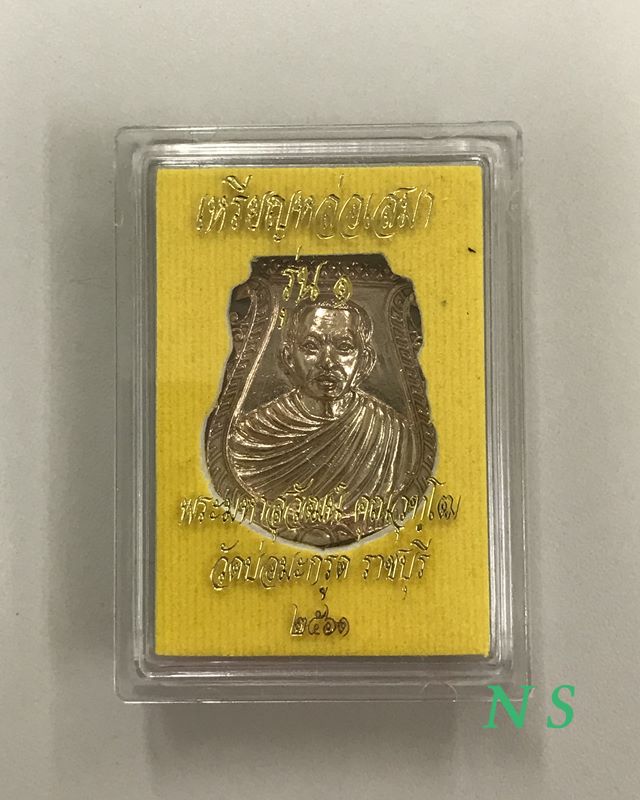 เหรียญหล่อเสมา
รุ่น ๑
พระมหาสุวัฒน์ คุณวุฑฺโฒ
วัดบ่อมะกรูด ราชบุรี
๒๕๖๑
N S